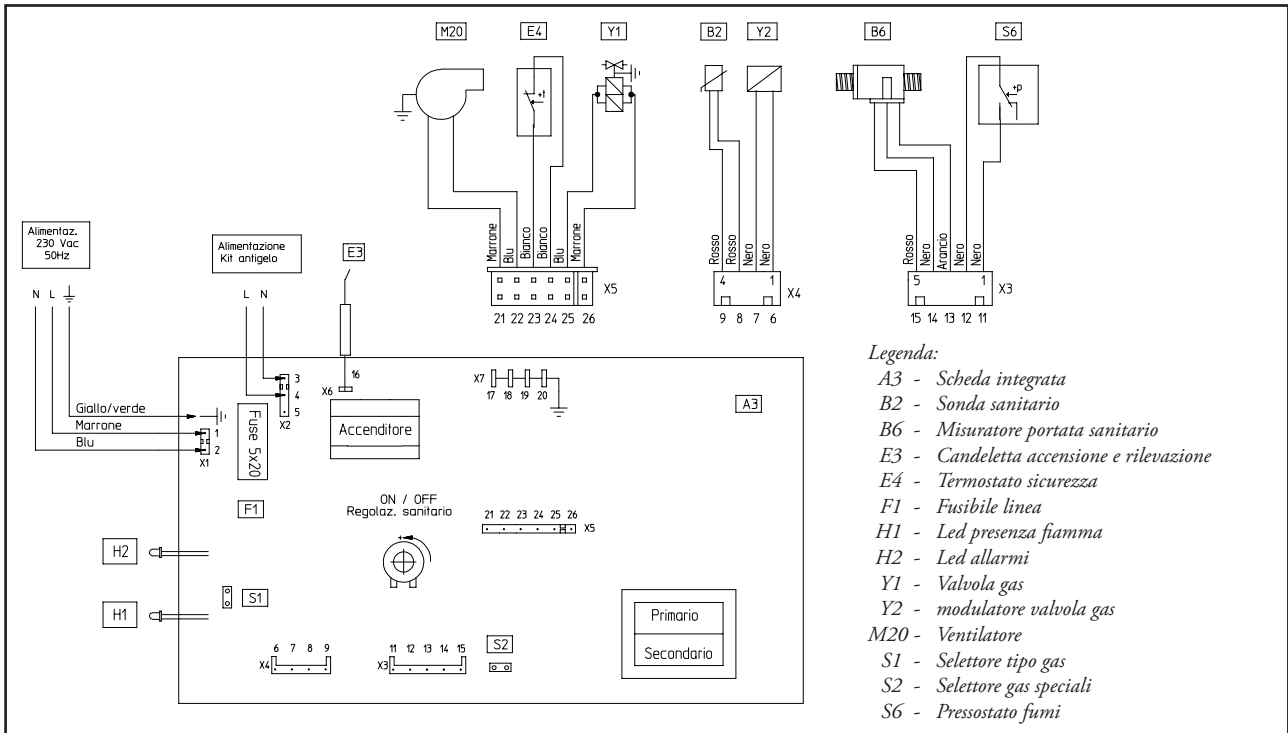 M20 E4 Y1 B2 Y2 B6 S6
+t
+p
Alimentaz.
230 Vac
50Hz
Alimentazione
Kit antigelo
E3
N L
L N
Marrone
Blu
Bianco
Bianco
Blu
Marrone
X5
21 22 23 24 25 26
Rosso
Rosso
Nero
Nero
4 1
X4
9 8 7 6
Rosso
Nero
Arancio
Nero
Nero
5 1
X3
15 14 13 12 11
Giallo/verde
Marrone
Blu
1
2
X1
Fuse 5x20
3
4
5
X2
16
X6
Accenditore
X7
17 18 19 20
A3
F1
ON / OFF
Regolaz. sanitario
+
21 22 23 24 25 26
X5
H2
H1
S1
6 7 8 9
X4
11 12 13 14 15
X3
S2
Primario
Secondario
Legenda:
A3 - Scheda integrata
B2 - Sonda sanitario
B6 - Misuratore portata sanitario
E3 - Candeletta accensione e rilevazione
E4 - Termostato sicurezza
F1 - Fusibile linea
H1 - Led presenza fiamma
H2 - Led allarmi
Y1 - Valvola gas
Y2 - modulatore valvola gas
M20 - Ventilatore
S1 - Selettore tipo gas
S2 - Selettore gas speciali
S6 - Pressostato fumi